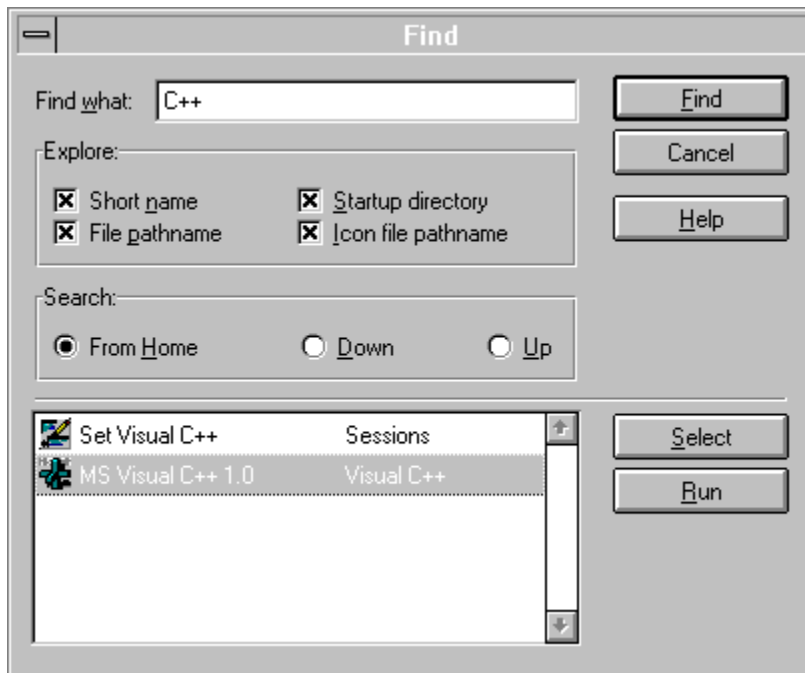 Find
Find what: C++
Find
Cancel
Help
Explore:
Short name Startup directory
File pathname Icon file pathname
Search:
From Home Down Up
Set Visual C++ Sessions
MS Visual C++ 1.0 Visual C++
Select
Run